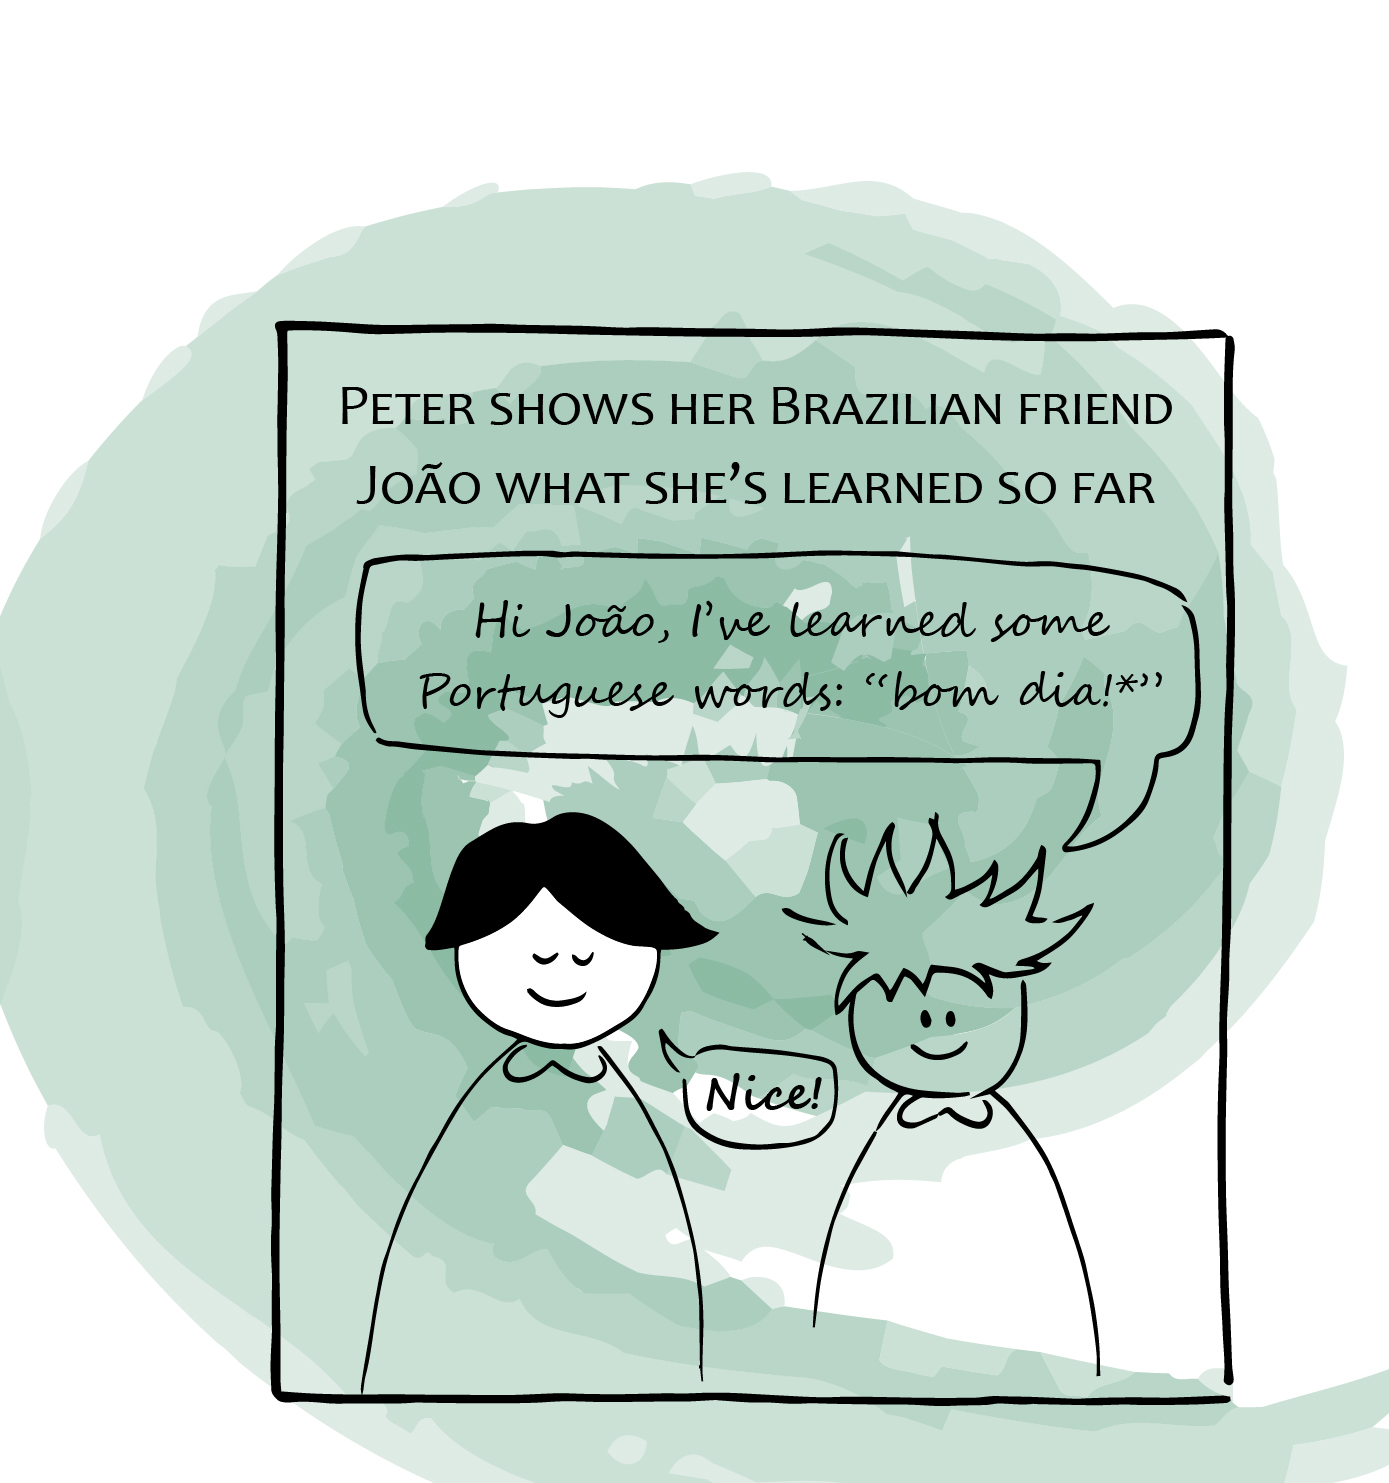 Peter shows her Brazilian friend
João what she’s learned so far
Hi João, I’ve learned some
Portuguese words: “bom dia!*”
Nice!